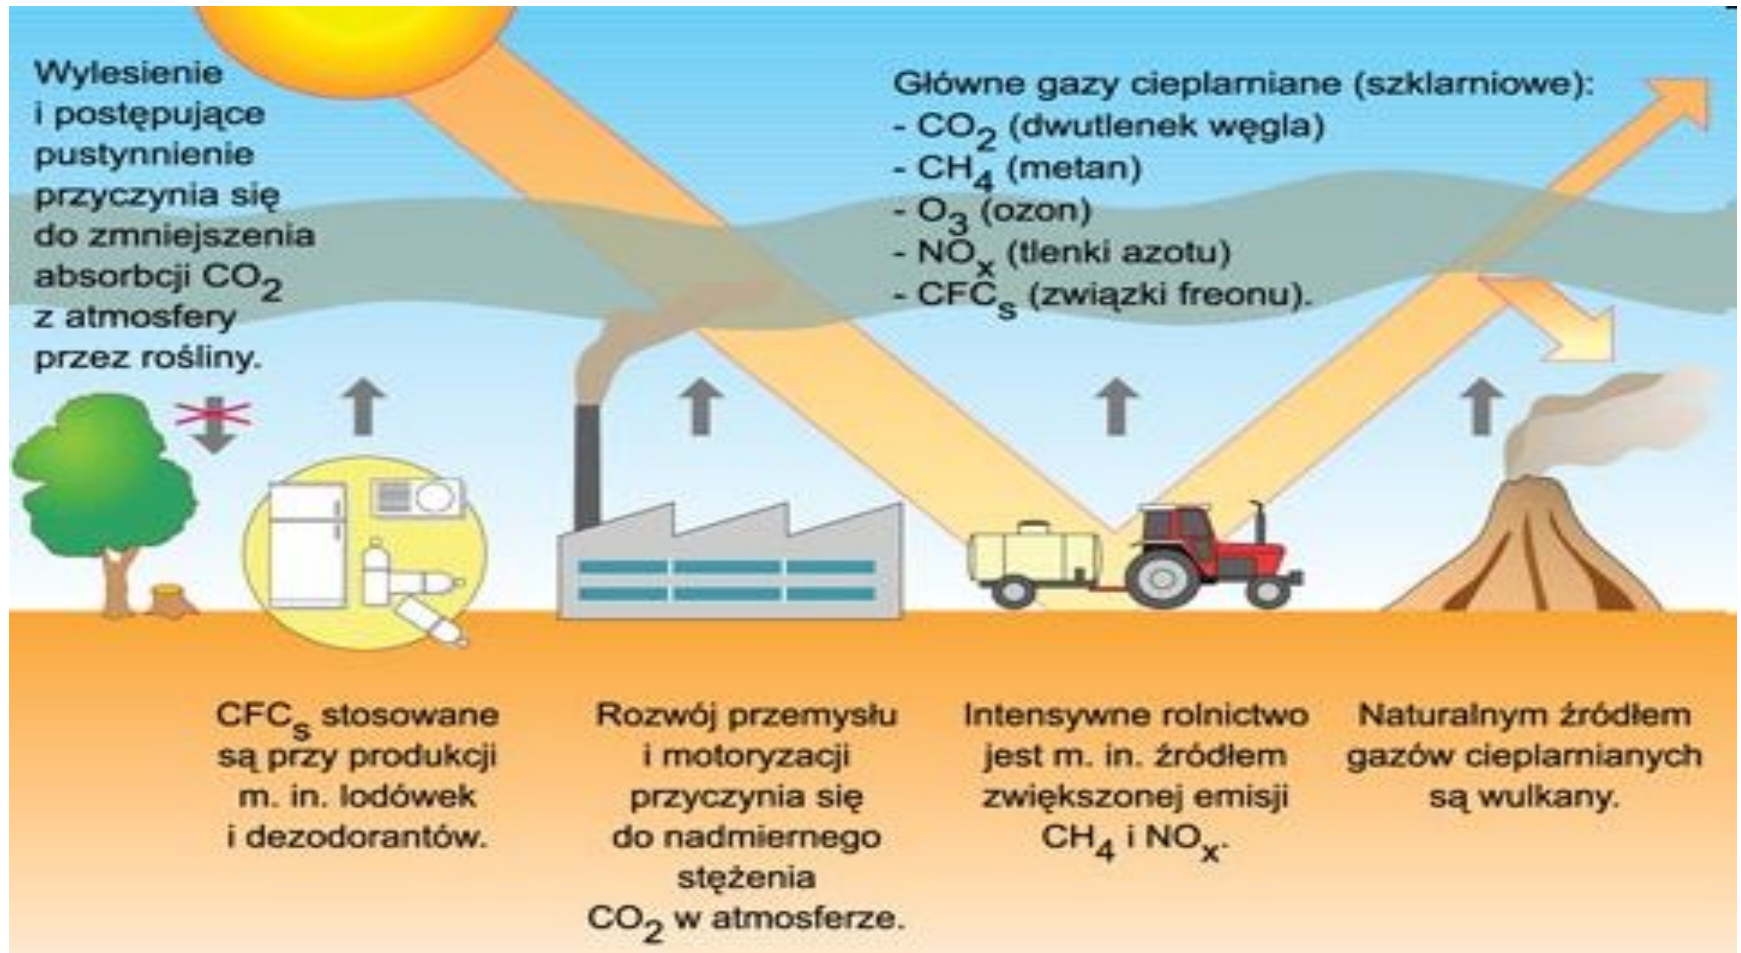 Wylesienie
i postępujące
pustynnienie
przyczynia się
do zmniejszenia
absorbcji CO2
z atmosfery
przez rośliny.
Główne gazy cieplarniane (szklarniowe):
- CO2 (dwutlenek węgla)
- CH4 (metan)
- O3 (ozon)
- NOx (tlenki azotu)
- CFCs (związki freonu).
CFCs stosowane
są przy produkcji
m. in. lodówek
i dezodorantów.
Rozwój przemysłu
i motoryzacji
przyczynia się
do nadmiernego
stężenia
CO2 w atmosferze.
Intensywne rolnictwo
jest m. in. źródłem
zwiększonej emisji
CH4 i NOx.
Naturalnym źródłem
gazów cieplarnianych
są wulkany.